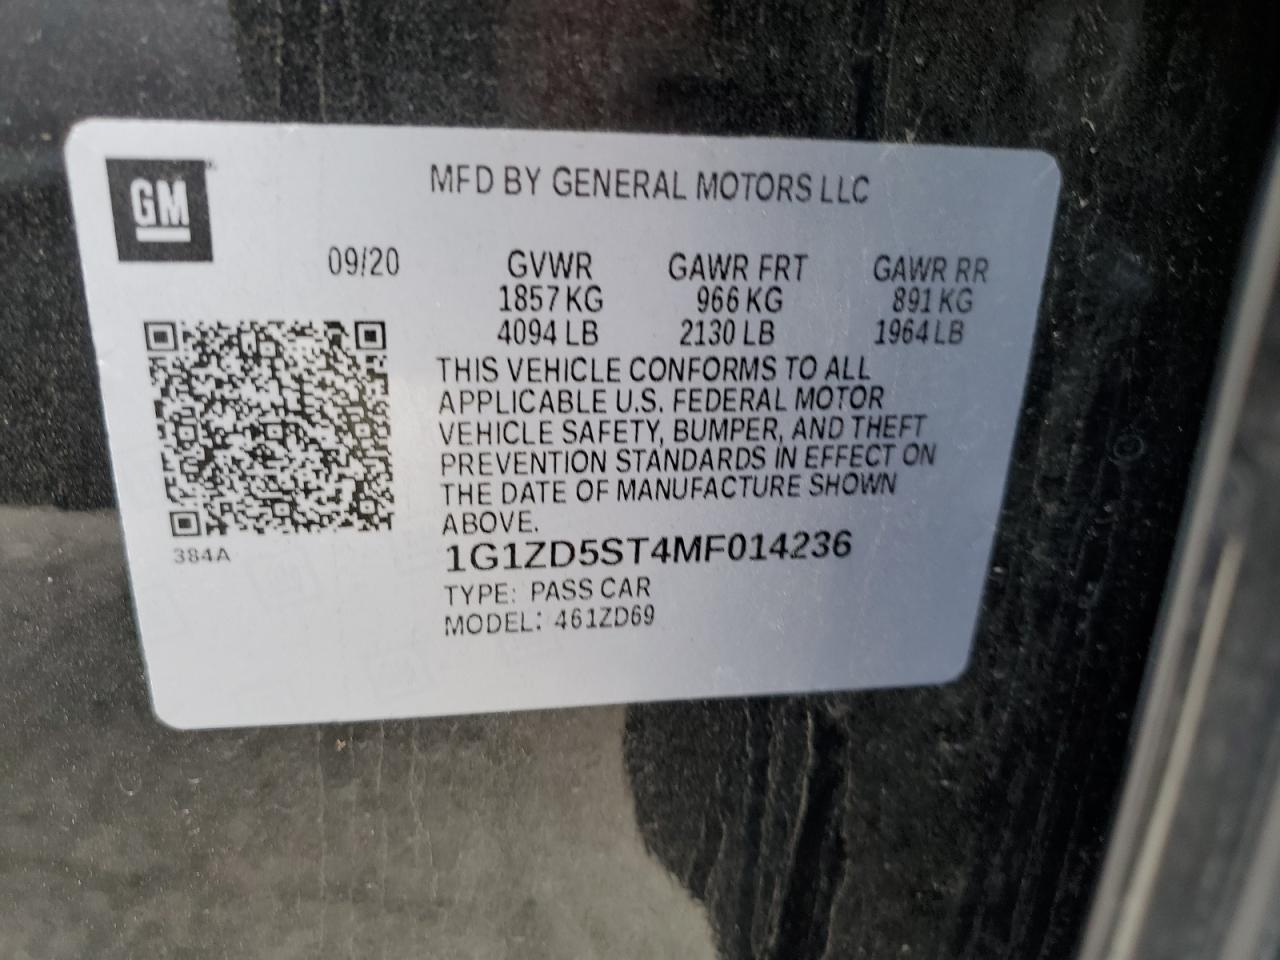 GM
MFD BY GENERAL MOTORS LLC
09/20 GVWR GAWR FRT GAWR RR
1857 KG 966 KG 891 KG
4094 LB 2130 LB 1964 LB
THIS VEHICLE CONFORMS TO ALL
APPLICABLE U.S. FEDERAL MOTOR
VEHICLE SAFETY, BUMPER, AND THEFT
PREVENTION STANDARDS IN EFFECT ON
THE DATE OF MANUFACTURE SHOWN
ABOVE.
384A
1G1ZD5ST4MF014236
TYPE: PASS CAR
MODEL: 461ZD69